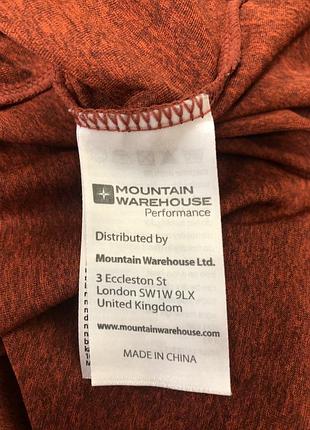 MOUNTAIN
WAREHOUSE
Performance
Distributed by
Mountain Warehouse Ltd.
3 Eccleston St
London SW1W 9LX
United Kingdom
www.mountainwarehouse.com
MADE IN CHINA